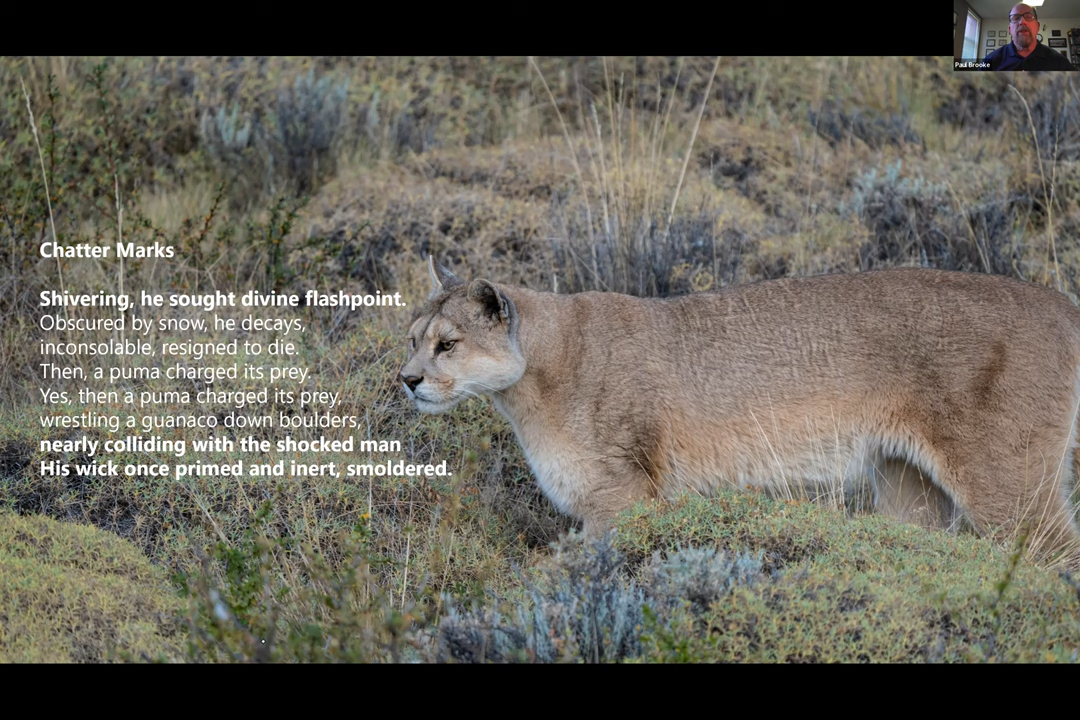 Paul Brooke
Chatter Marks
Shivering, he sought divine flashpoint.
Obscured by snow, he decays,
inconsolable, resigned to die.
Then, a puma charged its prey.
Yes, then a puma charged its prey,
wrestling a guanaco down boulders,
nearly colliding with the shocked man
His wick once primed and inert, smoldered.